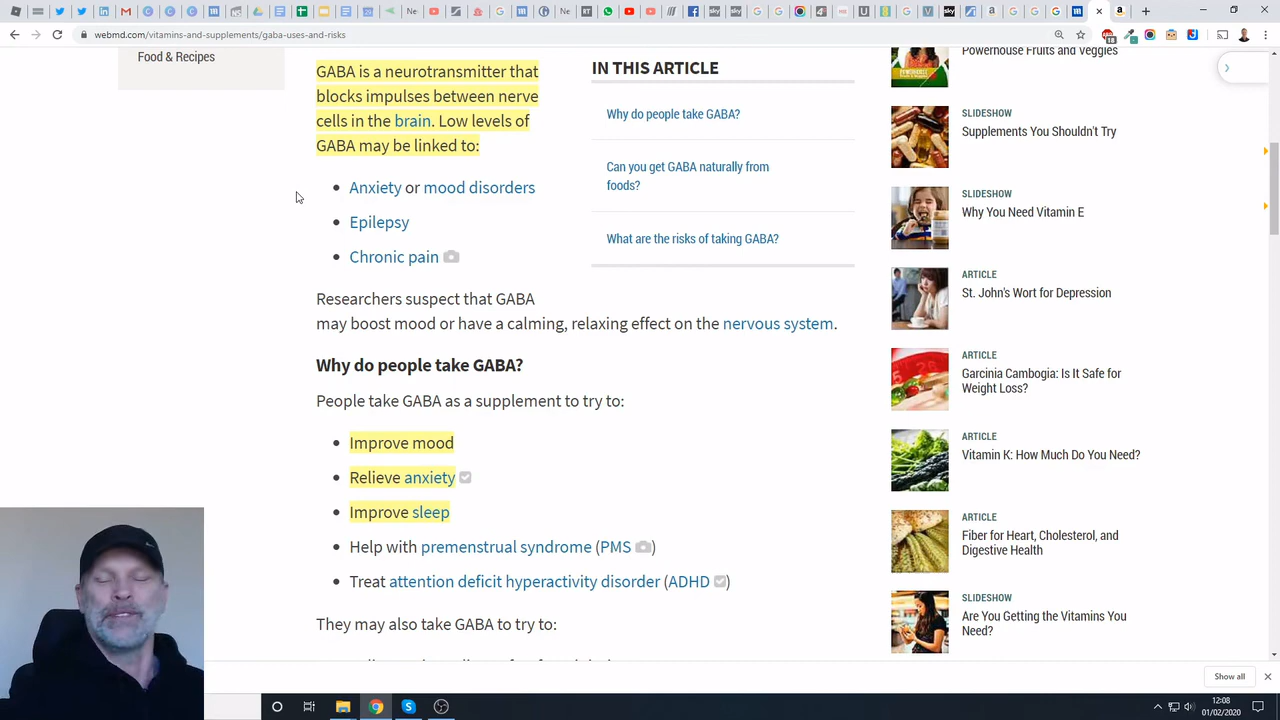 Ne
webmd.com/vitamins-and-supplements/gaba-uses-and-risks
18
Food & Recipes
GABA is a neurotransmitter that
blocks impulses between nerve
cells in the brain. Low levels of
GABA may be linked to:
Anxiety or mood disorders
Epilepsy
Chronic pain
Researchers suspect that GABA
may boost mood or have a calming, relaxing effect on the nervous system.
Why do people take GABA?
People take GABA as a supplement to try to:
Improve mood
Relieve anxiety
Improve sleep
Help with premenstrual syndrome (PMS)
Treat attention deficit hyperactivity disorder (ADHD)
They may also take GABA to try to:
IN THIS ARTICLE
Why do people take GABA?
Can you get GABA naturally from
foods?
What are the risks of taking GABA?
Powerhouse Fruits and Veggies
SLIDESHOW
Supplements You Shouldn't Try
SLIDESHOW
Why You Need Vitamin E
ARTICLE
St. John's Wort for Depression
ARTICLE
Garcinia Cambogia: Is It Safe for
Weight Loss?
ARTICLE
Vitamin K: How Much Do You Need?
ARTICLE
Fiber for Heart, Cholesterol, and
Digestive Health
SLIDESHOW
Are You Getting the Vitamins You
Need?
Show all
12:08
01/02/2020